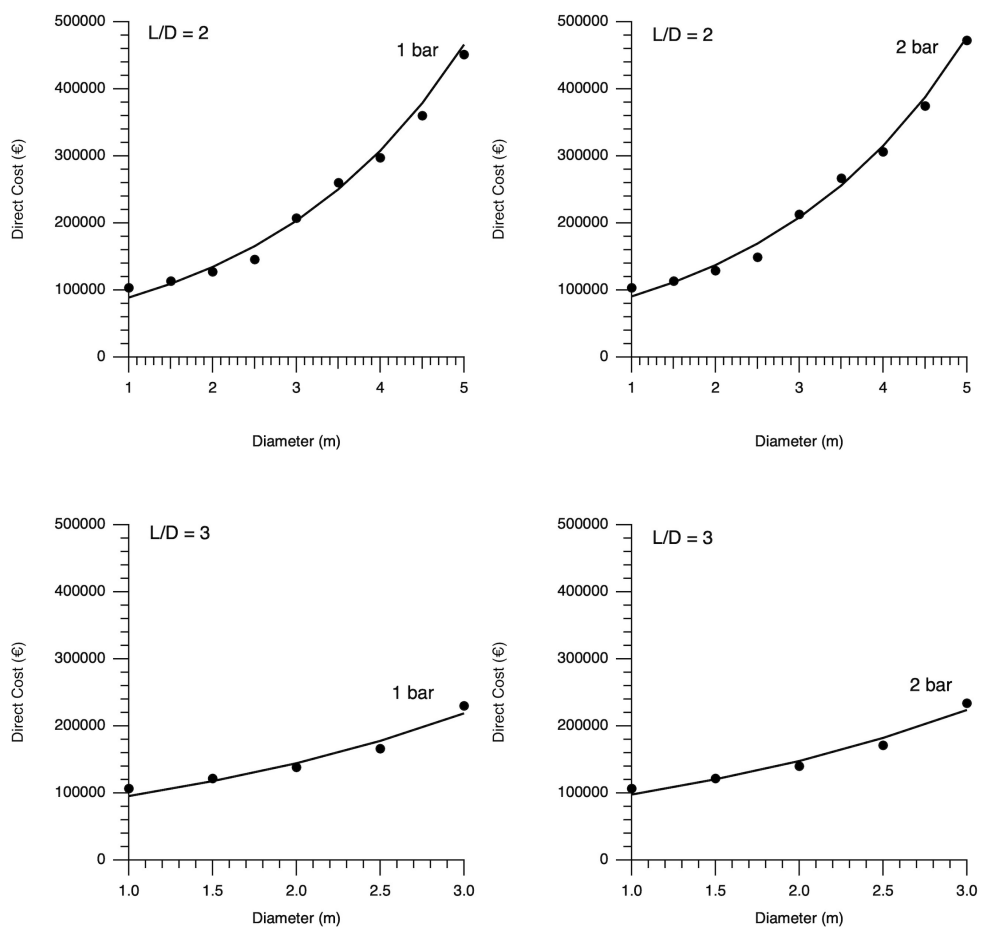 500000
L/D = 2
1 bar
400000
300000
200000
100000
0
Direct Cost (€)
1 2 3 4 5
Diameter (m)
500000
L/D = 2
2 bar
400000
300000
200000
100000
0
Direct Cost (€)
1 2 3 4 5
Diameter (m)
500000
L/D = 3
400000
300000
1 bar
200000
100000
0
Direct Cost (€)
1.0 1.5 2.0 2.5 3.0
Diameter (m)
500000
L/D = 3
400000
300000
2 bar
200000
100000
0
Direct Cost (€)
1.0 1.5 2.0 2.5 3.0
Diameter (m)